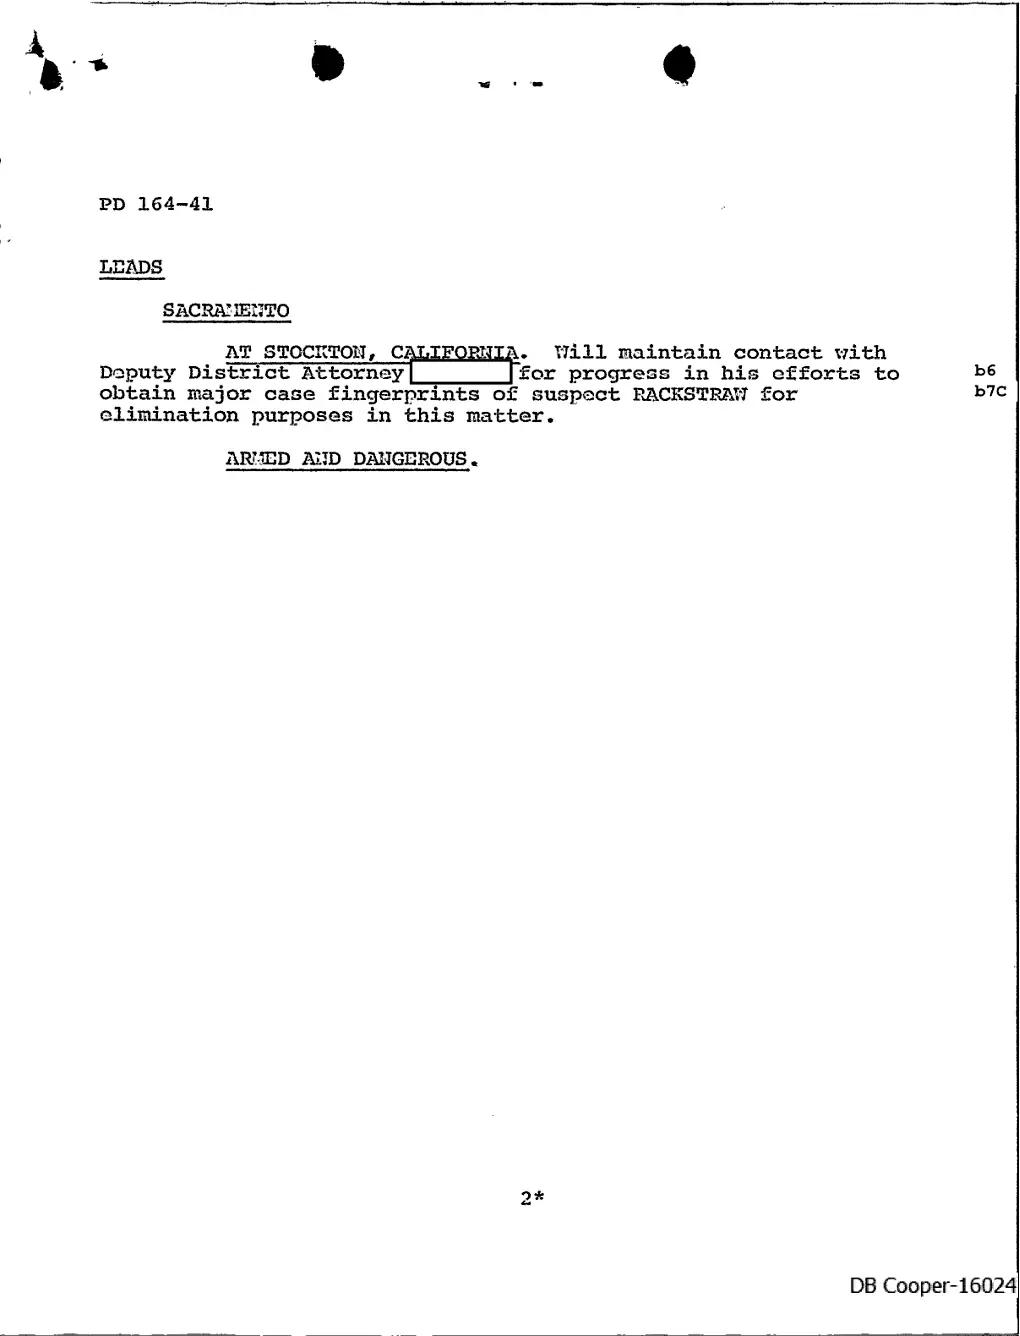 PD 164-41
LEADS
SACRAMENTO
AT STOCKTON, CALIFORNIA. Will maintain contact with
Deputy District Attorney for progress in his efforts to b6
obtain major case fingerprints of suspect RACKSTRAW for b7C
elimination purposes in this matter.
ARMED AND DANGEROUS.
2*
DB Cooper-16024